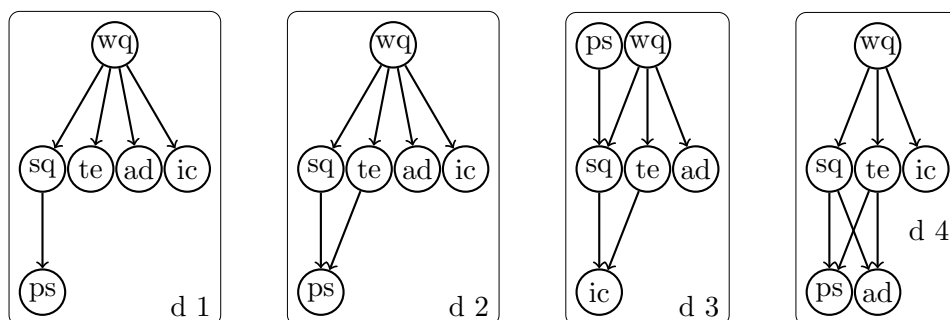 wq
sq te ad ic
ps
d 1
wq
sq te ad ic
ps
d 2
ps wq
sq te ad
ic
d 3
wq
sq te ic
d 4
ps ad